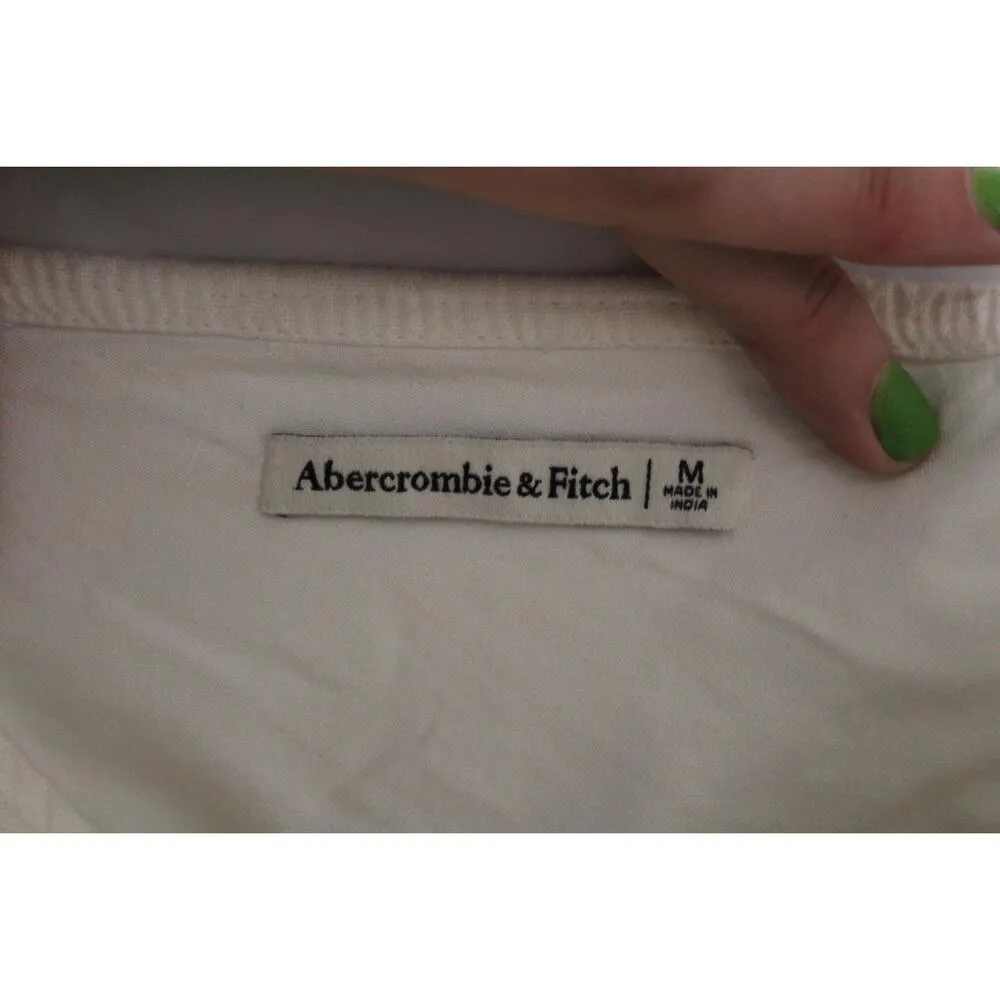 Abercrombie & Fitch | M
MADE IN
INDIA